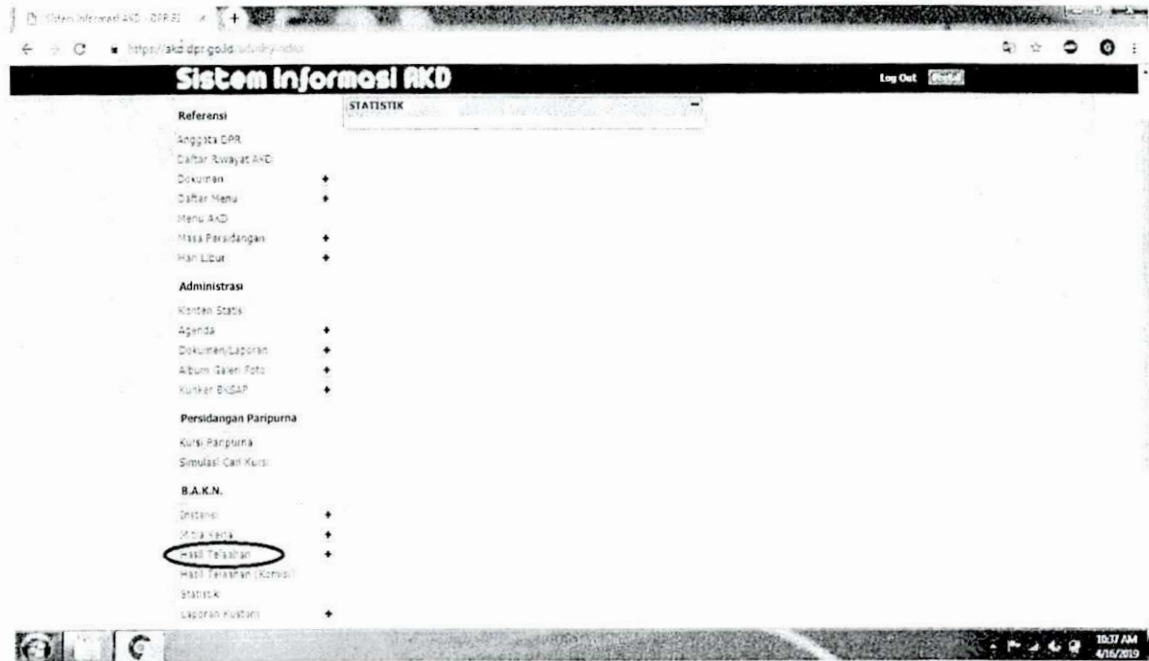 Sistem Informasi AKD - DPR RI
https://akd.dpr.go.id
Sistem Informasi AKD
Log Out Portal
Referensi
STATISTIK
Anggota DPR
Daftar Riwayat AKD
Dokumen
Daftar Menu
Menu AKD
Masa Persidangan
Hari Libur
Administrasi
Konten Statis
Agenda
Dokumen/Laporan
Album Galeri Foto
Kunker BKSAP
Persidangan Paripurna
Kursi Paripurna
Simulasi Cari Kursi
B.A.K.N.
Instansi
Mitra Kerja
Hasil Telaahan
Hasil Telaahan (Komisi)
Statistik
Laporan Kustom
10:37 AM
4/16/2019